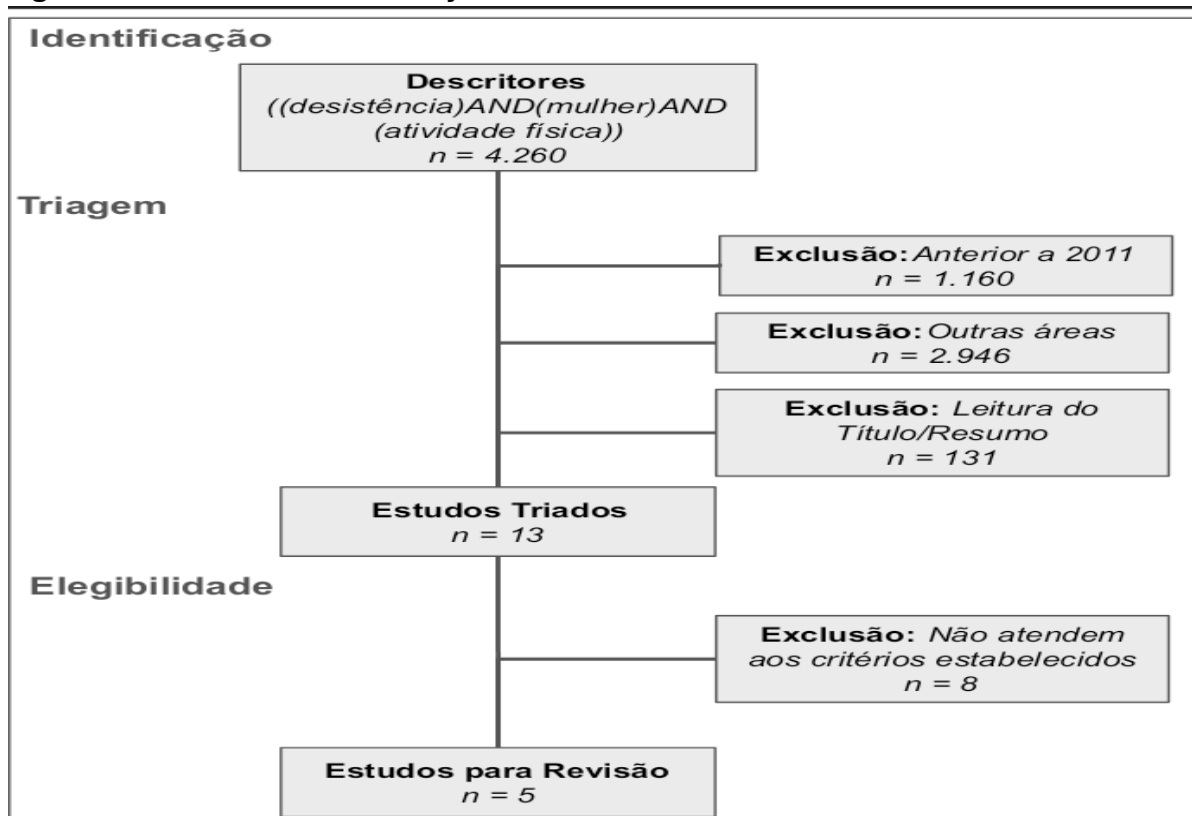 Identificação
Descritores
((desistência)AND(mulher)AND
(atividade física))
n = 4.260
Triagem
Exclusão: Anterior a 2011
n = 1.160
Exclusão: Outras áreas
n = 2.946
Exclusão: Leitura do
Título/Resumo
n = 131
Estudos Triados
n = 13
Elegibilidade
Exclusão: Não atendem
aos critérios estabelecidos
n = 8
Estudos para Revisão
n = 5